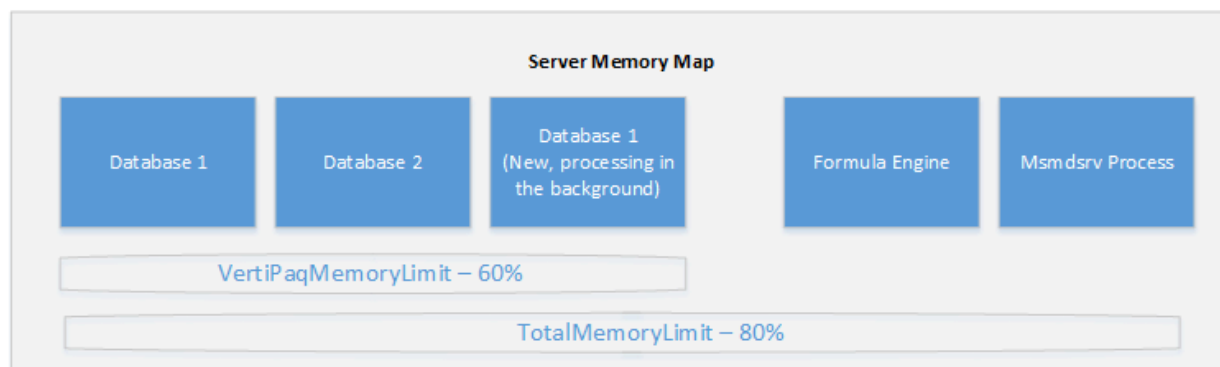 Server Memory Map
Database 1
Database 2
Database 1
(New, processing in
the background)
Formula Engine
Msmdsrv Process
VertiPaqMemoryLimit – 60%
TotalMemoryLimit – 80%